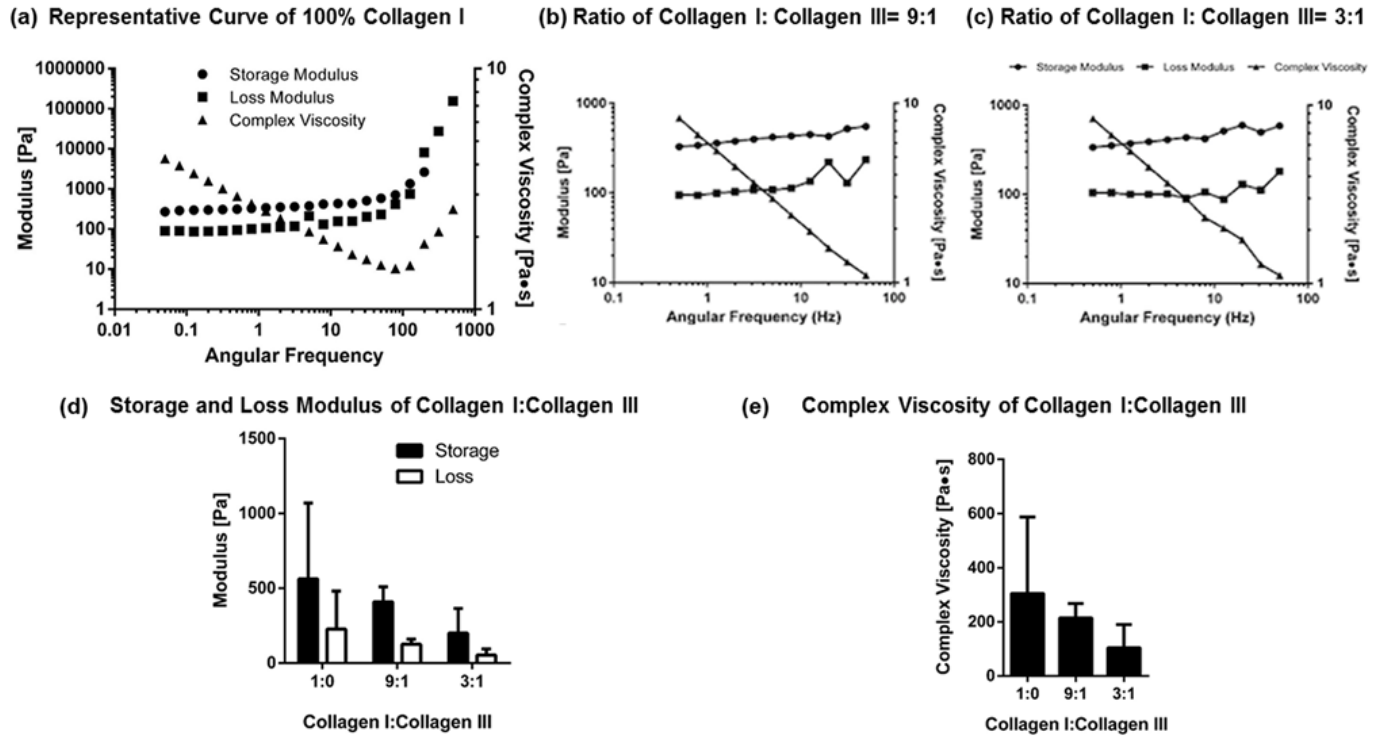 (a) Representative Curve of 100% Collagen I
(b) Ratio of Collagen I: Collagen III= 9:1
(c) Ratio of Collagen I: Collagen III= 3:1
Modulus [Pa]
1000000
100000
10000
1000
100
10
1
0.01
0.1
1
10
100
1000
Angular Frequency
Storage Modulus
Loss Modulus
Complex Viscosity
10
1
Complex Viscosity [Pa•s]
Modulus [Pa]
1000
100
10
0.1
1
10
100
Angular Frequency (Hz)
10
1
Complex Viscosity [Pa•s]
Storage Modulus
Loss Modulus
Complex Viscosity
Modulus [Pa]
1000
100
10
0.1
1
10
100
Angular Frequency (Hz)
10
1
Complex Viscosity [Pa•s]
(d) Storage and Loss Modulus of Collagen I:Collagen III
Modulus [Pa]
1500
1000
500
0
Storage
Loss
1:0
9:1
3:1
Collagen I:Collagen III
(e) Complex Viscosity of Collagen I:Collagen III
Complex Viscosity [Pa•s]
800
600
400
200
0
1:0
9:1
3:1
Collagen I:Collagen III